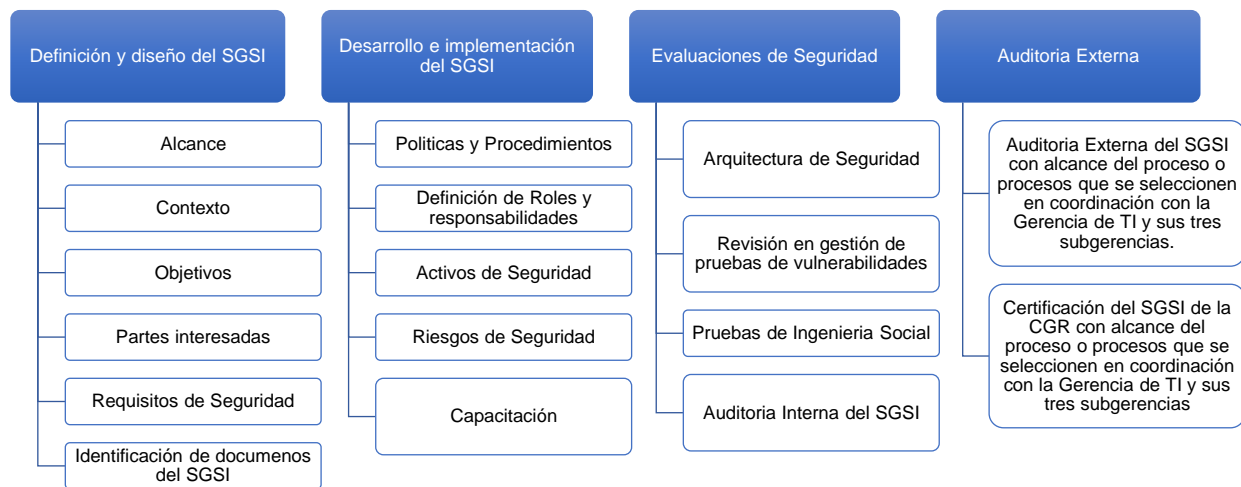 Definición y diseño del SGSI
Alcance
Contexto
Objetivos
Partes interesadas
Requisitos de Seguridad
Identificación de documenos
del SGSI
Desarrollo e implementación
del SGSI
Politicas y Procedimientos
Definición de Roles y
responsabilidades
Activos de Seguridad
Riesgos de Seguridad
Capacitación
Evaluaciones de Seguridad
Arquitectura de Seguridad
Revisión en gestión de
pruebas de vulnerabilidades
Pruebas de Ingenieria Social
Auditoria Interna del SGSI
Auditoria Externa
Auditoria Externa del SGSI
con alcance del proceso o
procesos que se seleccionen
en coordinación con la
Gerencia de TI y sus tres
subgerencias.
Certificación del SGSI de la
CGR con alcance del
proceso o procesos que se
seleccionen en coordinación
con la Gerencia de TI y sus
tres subgerencias